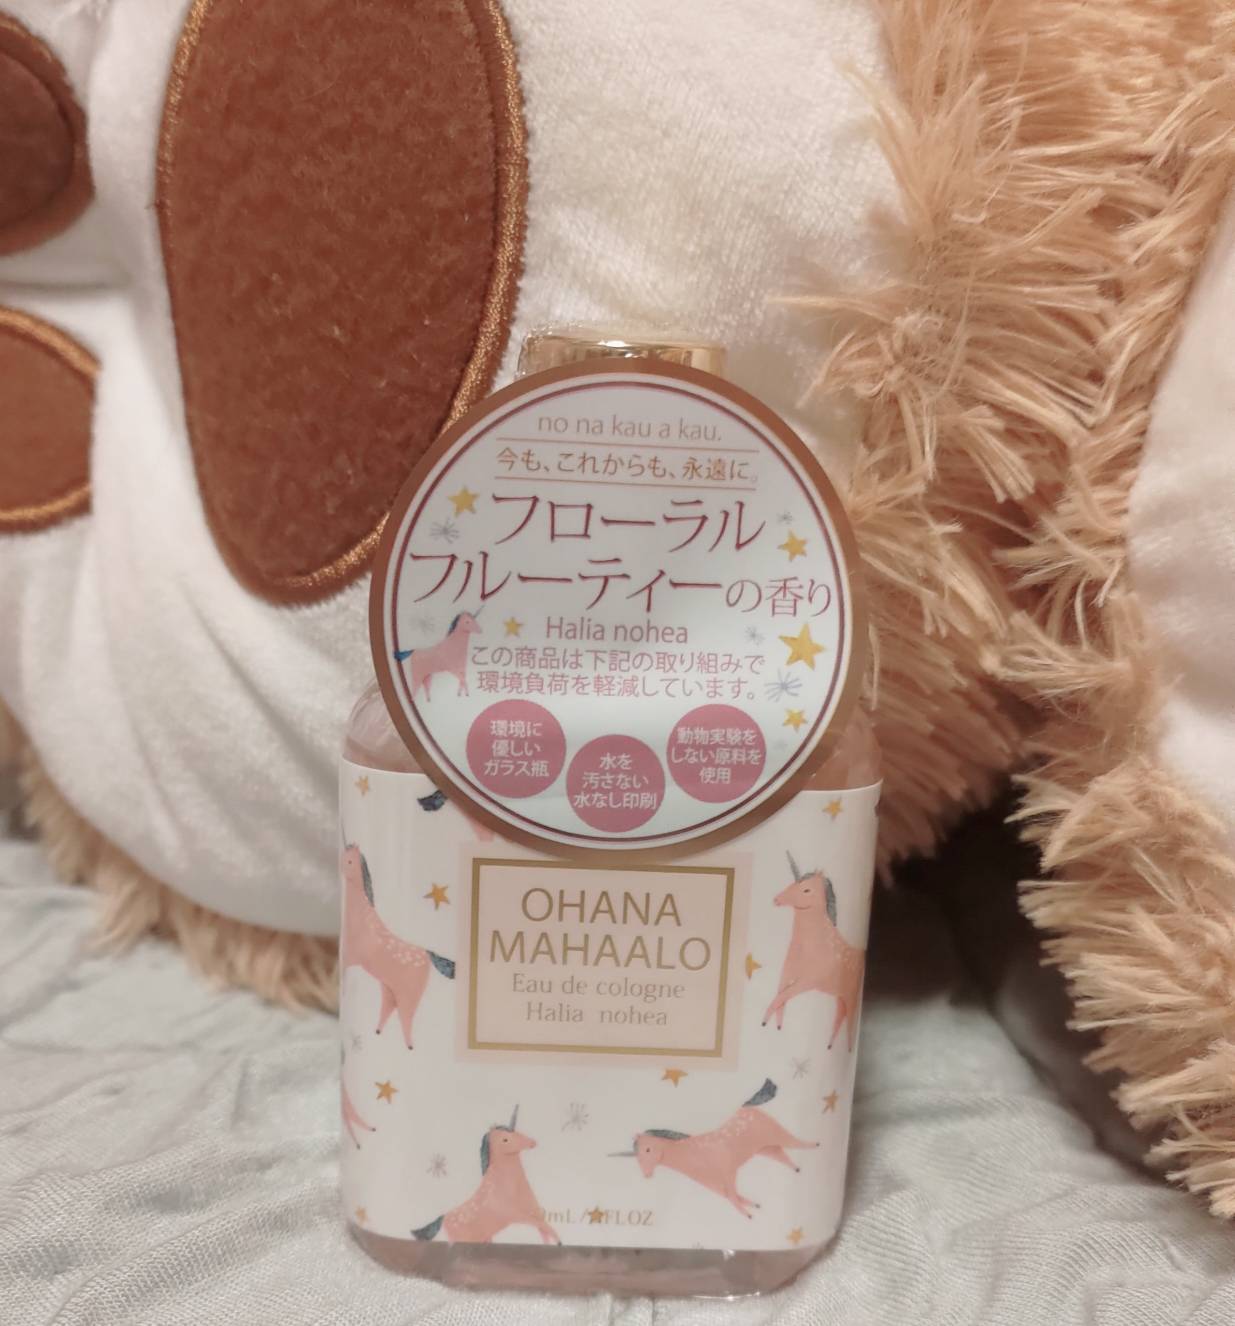 no na kau a kau.
今も、これからも、永遠に。
フローラル
フルーティーの香り
Halia nohea
この商品は下記の取り組みで
環境負荷を軽減しています。
環境に
優しい
ガラス瓶
水を
汚さない
水なし印刷
動物実験を
しない原料を
使用
OHANA
MAHAALO
Eau de cologne
Halia nohea
mL / FL.OZ